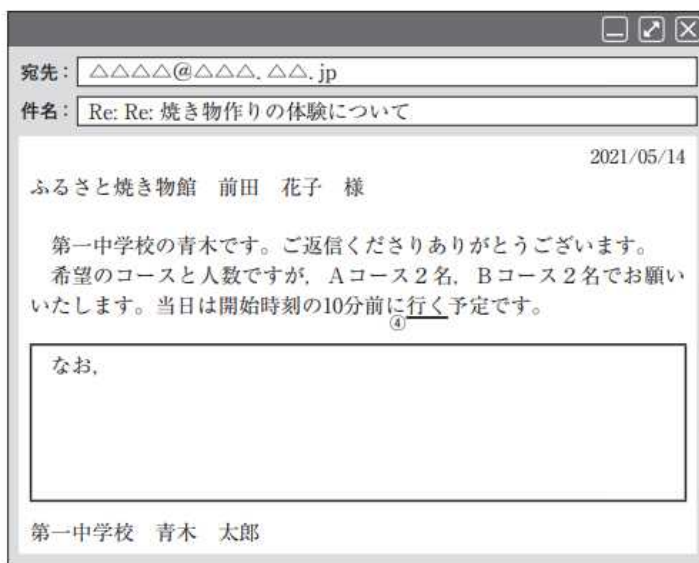 宛先： △△△△@△△△.△△.jp
件名： Re: Re: 焼き物作りの体験について
2021/05/14
ふるさと焼き物館　前田　花子　様
第一中学校の青木です。ご返信くださりありがとうございます。
希望のコースと人数ですが，Ａコース２名，Ｂコース２名でお願い
いたします。当日は開始時刻の10分前に行く予定です。
④
なお，
第一中学校　青木　太郎